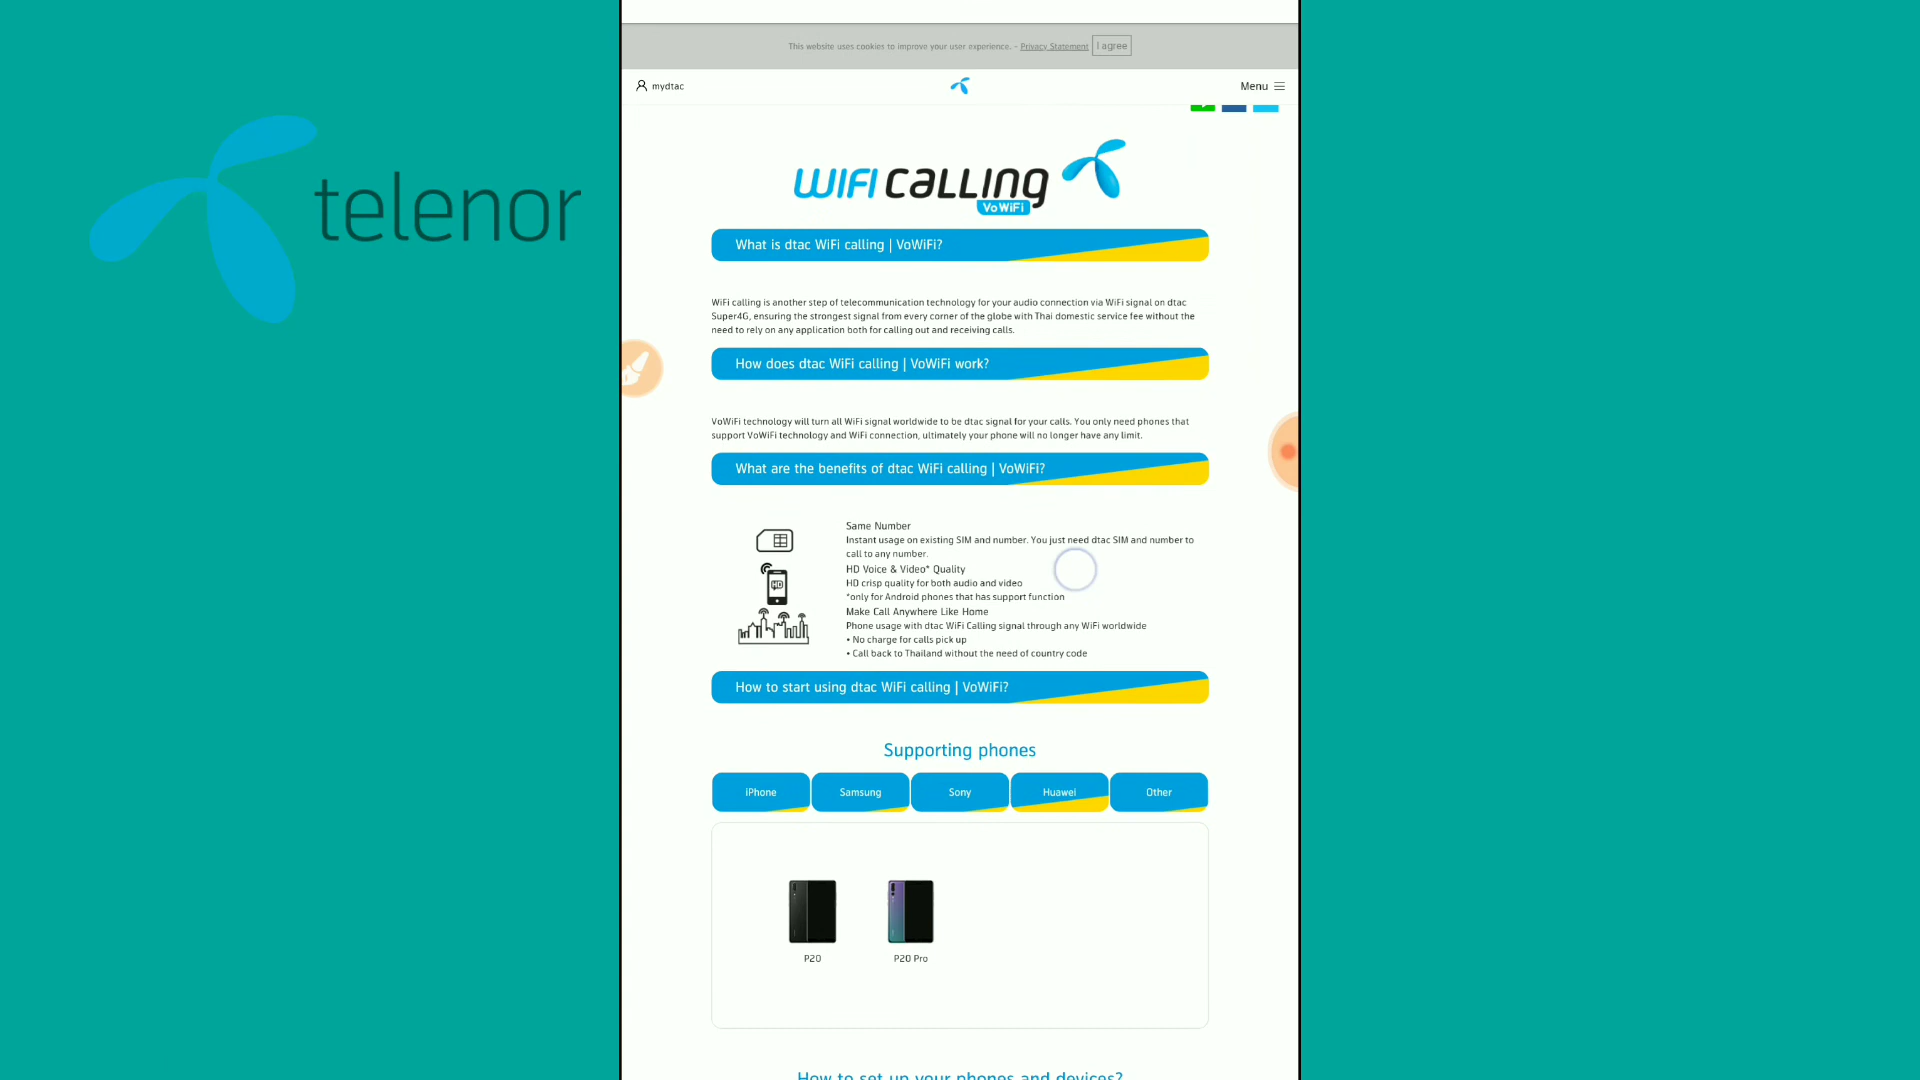 telenor
This website uses cookies to improve your user experience. - Privacy Statement I agree
mydtac
Menu
WIFI CALLING
VoWiFi
What is dtac WiFi calling | VoWiFi?
WiFi calling is another step of telecommunication technology for your audio connection via WiFi signal on dtac
Super4G, ensuring the strongest signal from every corner of the globe with Thai domestic service fee without the
need to rely on any application both for calling out and receiving calls.
How does dtac WiFi calling | VoWiFi work?
VoWiFi technology will turn all WiFi signal worldwide to be dtac signal for your calls. You only need phones that
support VoWiFi technology and WiFi connection, ultimately your phone will no longer have any limit.
What are the benefits of dtac WiFi calling | VoWiFi?
Same Number
Instant usage on existing SIM and number. You just need dtac SIM and number to
call to any number.
HD Voice & Video* Quality
HD
HD crisp quality for both audio and video
*only for Android phones that has support function
Make Call Anywhere Like Home
Phone usage with dtac WiFi Calling signal through any WiFi worldwide
• No charge for calls pick up
• Call back to Thailand without the need of country code
How to start using dtac WiFi calling | VoWiFi?
Supporting phones
iPhone
Samsung
Sony
Huawei
Other
P20
P20 Pro
How to set up your phones and devices?